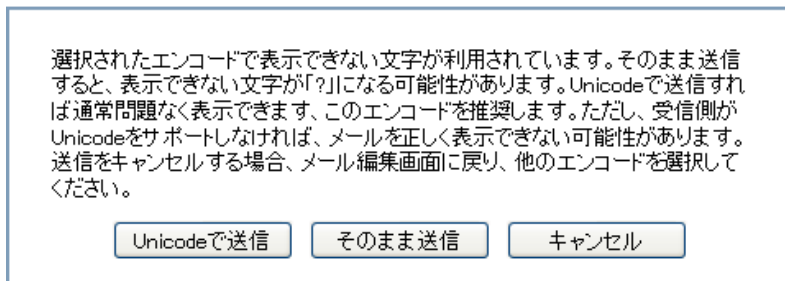 選択されたエンコードで表示できない文字が利用されています。そのまま送信
すると、表示できない文字が「?」になる可能性があります。Unicodeで送信すれ
ば通常問題なく表示できます、このエンコードを推奨します。ただし、受信側が
Unicodeをサポートしなければ、メールを正しく表示できない可能性があります。
送信をキャンセルする場合、メール編集画面に戻り、他のエンコードを選択して
ください。
Unicodeで送信 そのまま送信 キャンセル